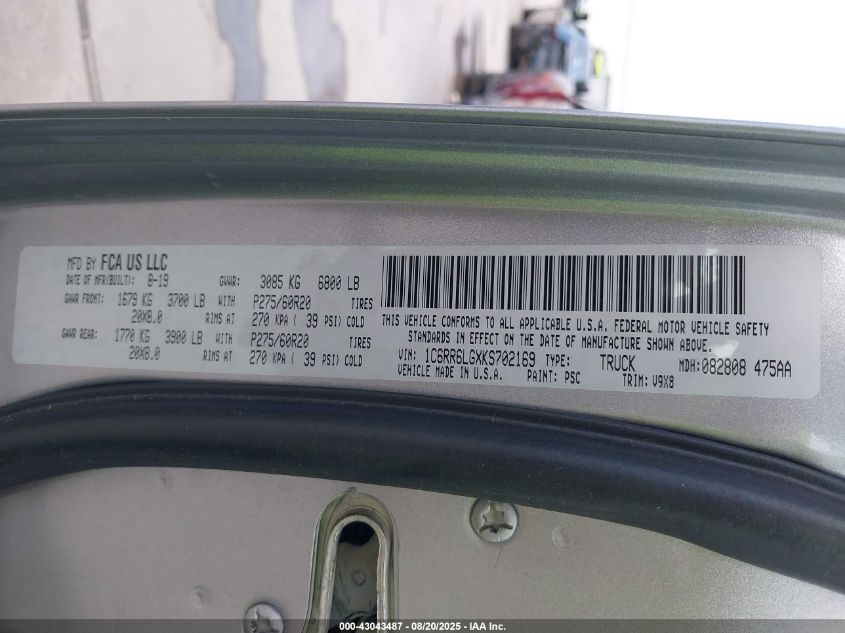 MFD BY FCA US LLC
DATE OF MFR(BUILT): 8-19 GVWR: 3085 KG 6800 LB
GAWR FRONT: 1679 KG 3700 LB WITH P275/60R20 TIRES
20X8.0 RIMS AT 270 KPA ( 39 PSI) COLD
GAWR REAR: 1770 KG 3900 LB WITH P275/60R20 TIRES
20X8.0 RIMS AT 270 KPA ( 39 PSI) COLD
THIS VEHICLE CONFORMS TO ALL APPLICABLE U.S.A. FEDERAL MOTOR VEHICLE SAFETY
STANDARDS IN EFFECT ON THE DATE OF MANUFACTURE SHOWN ABOVE.
VIN: 1C6RR6LGXKS702169 TYPE: TRUCK MDH:082808 475AA
VEHICLE MADE IN U.S.A. PAINT: PSC TRIM: V9X8
000-43043487 - 08/20/2025 - IAA Inc.